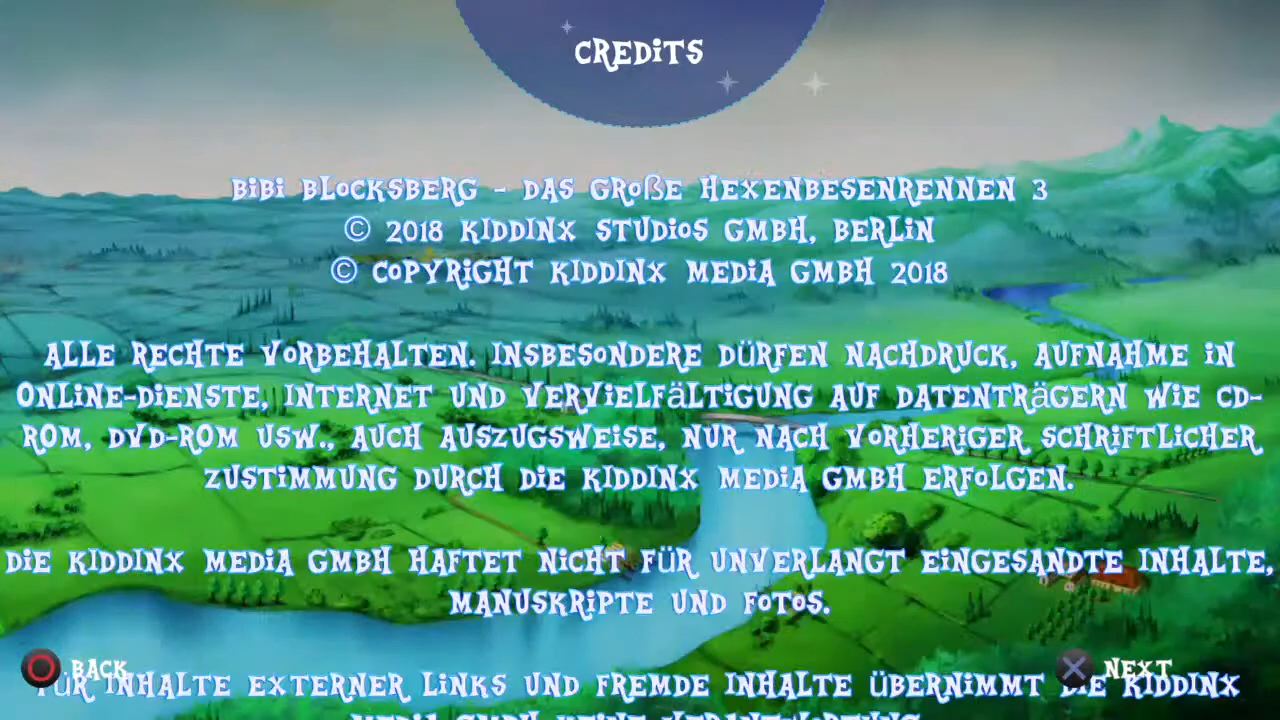 CREDITS
BIBI BLOCKSBERG - DAS GROßE HEXENBESENRENNEN 3
© 2018 KIDDINX STUDIOS GMBH, BERLIN
© COPYRIGHT KIDDINX MEDIA GMBH 2018
ALLE RECHTE VORBEHALTEN. INSBESONDERE DÜRFEN NACHDRUCK, AUFNAHME IN
ONLINE-DIENSTE, INTERNET UND VERVIELFÄLTIGUNG AUF DATENTRÄGERN WIE CD-
ROM, DVD-ROM USW., AUCH AUSZUGSWEISE, NUR NACH VORHERIGER SCHRIFTLICHER
ZUSTIMMUNG DURCH DIE KIDDINX MEDIA GMBH ERFOLGEN.
DIE KIDDINX MEDIA GMBH HAFTET NICHT FÜR UNVERLANGT EINGESANDTE INHALTE,
MANUSKRIPTE UND FOTOS.
BACK
NEXT
FÜR INHALTE EXTERNER LINKS UND FREMDE INHALTE ÜBERNIMMT DIE KIDDINX
MEDIA GMBH KEINE VERANTWORTUNG